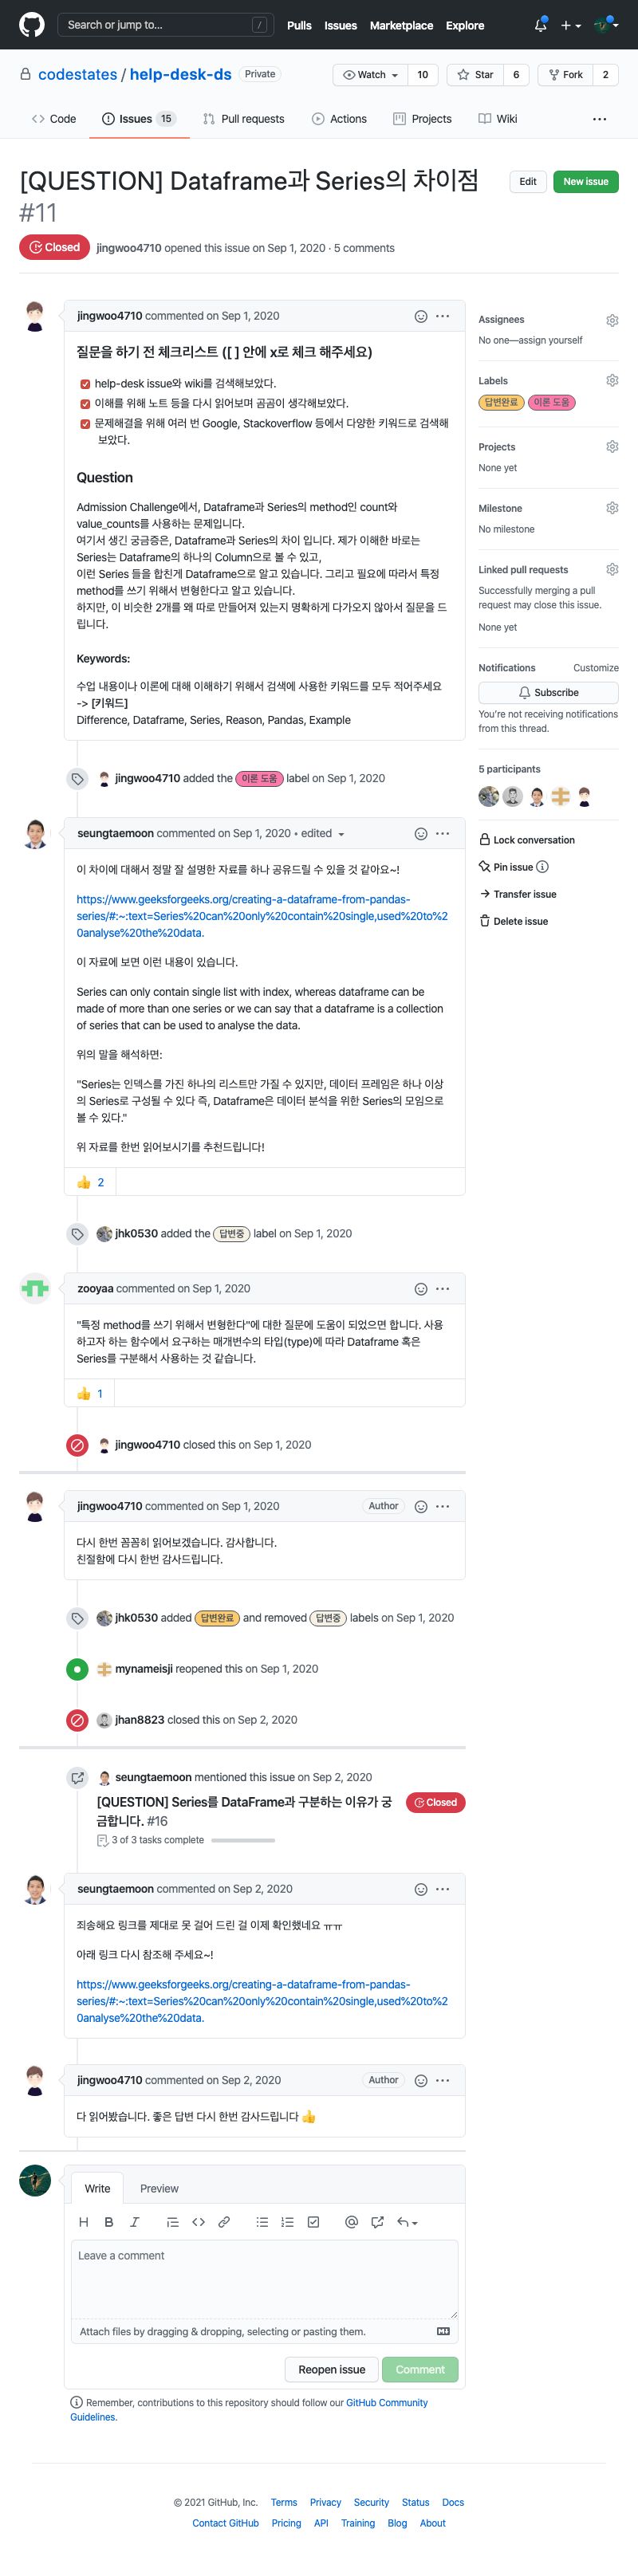 Search or jump to...
/
Pulls Issues Marketplace Explore
codestates / help-desk-ds Private
Watch 10 Star 6 Fork 2
Code Issues 15 Pull requests Actions Projects Wiki
[QUESTION] Dataframe과 Series의 차이점
#11
Edit New issue
Closed jingwoo4710 opened this issue on Sep 1, 2020 · 5 comments
jingwoo4710 commented on Sep 1, 2020
질문을 하기 전 체크리스트 ([ ] 안에 x로 체크 해주세요)
help-desk issue와 wiki를 검색해보았다.
이해를 위해 노트 등을 다시 읽어보며 곰곰이 생각해보았다.
문제해결을 위해 여러 번 Google, Stackoverflow 등에서 다양한 키워드로 검색해
보았다.
Question
Admission Challenge에서, Dataframe과 Series의 method인 count와
value_counts를 사용하는 문제입니다.
여기서 생긴 궁금증은, Dataframe과 Series의 차이 입니다. 제가 이해한 바로는
Series는 Dataframe의 하나의 Column으로 볼 수 있고,
이런 Series 들을 합친게 Dataframe으로 알고 있습니다. 그리고 필요에 따라서 특정
method를 쓰기 위해서 변형한다고 알고 있습니다.
하지만, 이 비슷한 2개를 왜 따로 만들어져 있는지 명확하게 다가오지 않아서 질문을 드
립니다.
Keywords:
수업 내용이나 이론에 대해 이해하기 위해서 검색에 사용한 키워드를 모두 적어주세요
-> [키워드]
Difference, Dataframe, Series, Reason, Pandas, Example
Assignees
No one—assign yourself
Labels
답변완료 이론 도움
Projects
None yet
Milestone
No milestone
Linked pull requests
Successfully merging a pull
request may close this issue.
None yet
Notifications Customize
Subscribe
You're not receiving notifications
from this thread.
5 participants
Lock conversation
Pin issue
Transfer issue
Delete issue
jingwoo4710 added the 이론 도움 label on Sep 1, 2020
seungtaemoon commented on Sep 1, 2020 • edited
이 차이에 대해서 정말 잘 설명한 자료를 하나 공유드릴 수 있을 것 같아요~!
https://www.geeksforgeeks.org/creating-a-dataframe-from-pandas-
series/#:~:text=Series%20can%20only%20contain%20single,used%20to%2
0analyse%20the%20data.
이 자료에 보면 이런 내용이 있습니다.
Series can only contain single list with index, whereas dataframe can be
made of more than one series or we can say that a dataframe is a collection
of series that can be used to analyse the data.
위의 말을 해석하면:
"Series는 인덱스를 가진 하나의 리스트만 가질 수 있지만, 데이터 프레임은 하나 이상
의 Series로 구성될 수 있다 즉, Dataframe은 데이터 분석을 위한 Series의 모임으로
볼 수 있다."
위 자료를 한번 읽어보시기를 추천드립니다!
👍 2
jhk0530 added the 답변중 label on Sep 1, 2020
zooyaa commented on Sep 1, 2020
"특정 method를 쓰기 위해서 변형한다"에 대한 질문에 도움이 되었으면 합니다. 사용
하고자 하는 함수에서 요구하는 매개변수의 타입(type)에 따라 Dataframe 혹은
Series를 구분해서 사용하는 것 같습니다.
👍 1
jingwoo4710 closed this on Sep 1, 2020
jingwoo4710 commented on Sep 1, 2020 Author
다시 한번 꼼꼼히 읽어보겠습니다. 감사합니다.
친절함에 다시 한번 감사드립니다.
jhk0530 added 답변완료 and removed 답변중 labels on Sep 1, 2020
mynameisji reopened this on Sep 1, 2020
jhan8823 closed this on Sep 2, 2020
seungtaemoon mentioned this issue on Sep 2, 2020
[QUESTION] Series를 DataFrame과 구분하는 이유가 궁
금합니다. #16
Closed
3 of 3 tasks complete
seungtaemoon commented on Sep 2, 2020
죄송해요 링크를 제대로 못 걸어 드린 걸 이제 확인했네요 ㅠㅠ
아래 링크 다시 참조해 주세요~!
https://www.geeksforgeeks.org/creating-a-dataframe-from-pandas-
series/#:~:text=Series%20can%20only%20contain%20single,used%20to%2
0analyse%20the%20data.
jingwoo4710 commented on Sep 2, 2020 Author
다 읽어봤습니다. 좋은 답변 다시 한번 감사드립니다 👍
Write Preview
H B I
Leave a comment
Attach files by dragging & dropping, selecting or pasting them.
Reopen issue Comment
Remember, contributions to this repository should follow our GitHub Community
Guidelines.
© 2021 GitHub, Inc. Terms Privacy Security Status Docs
Contact GitHub Pricing API Training Blog About